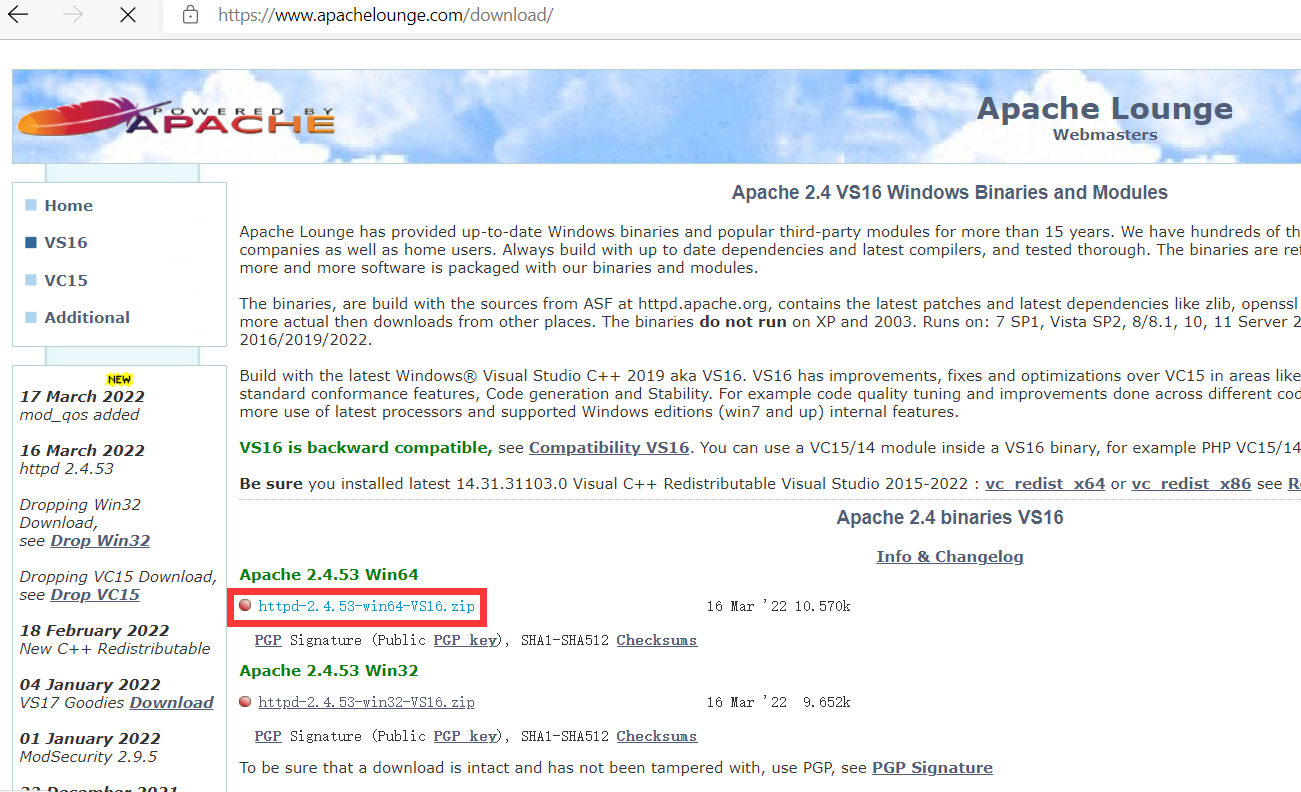 https://www.apachelounge.com/download/
POWERED BY
APACHE
Apache Lounge
Webmasters
Home
VS16
VC15
Additional
NEW
17 March 2022
mod_qos added
16 March 2022
httpd 2.4.53
Dropping Win32
Download,
see Drop Win32
Dropping VC15 Download,
see Drop VC15
18 February 2022
New C++ Redistributable
04 January 2022
VS17 Goodies Download
01 January 2022
ModSecurity 2.9.5
Apache 2.4 VS16 Windows Binaries and Modules
Apache Lounge has provided up-to-date Windows binaries and popular third-party modules for more than 15 years. We have hundreds of th
companies as well as home users. Always build with up to date dependencies and latest compilers, and tested thorough. The binaries are ref
more and more software is packaged with our binaries and modules.
The binaries, are build with the sources from ASF at httpd.apache.org, contains the latest patches and latest dependencies like zlib, openssl
more actual then downloads from other places. The binaries do not run on XP and 2003. Runs on: 7 SP1, Vista SP2, 8/8.1, 10, 11 Server 2
2016/2019/2022.
Build with the latest Windows® Visual Studio C++ 2019 aka VS16. VS16 has improvements, fixes and optimizations over VC15 in areas like
standard conformance features, Code generation and Stability. For example code quality tuning and improvements done across different cod
more use of latest processors and supported Windows editions (win7 and up) internal features.
VS16 is backward compatible, see Compatibility VS16. You can use a VC15/14 module inside a VS16 binary, for example PHP VC15/14
Be sure you installed latest 14.31.31103.0 Visual C++ Redistributable Visual Studio 2015-2022 : vc_redist_x64 or vc_redist_x86 see R
Apache 2.4 binaries VS16
Info & Changelog
Apache 2.4.53 Win64
httpd-2.4.53-win64-VS16.zip 16 Mar '22 10.570k
PGP Signature (Public PGP key), SHA1-SHA512 Checksums
Apache 2.4.53 Win32
httpd-2.4.53-win32-VS16.zip 16 Mar '22 9.652k
PGP Signature (Public PGP key), SHA1-SHA512 Checksums
To be sure that a download is intact and has not been tampered with, use PGP, see PGP Signature